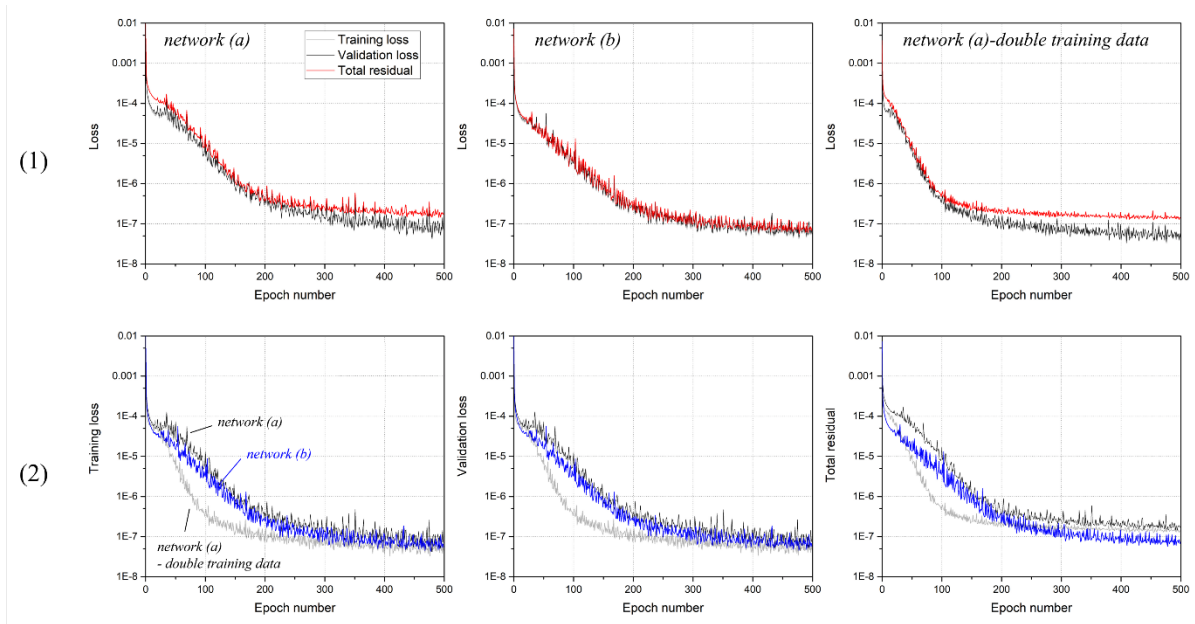 (1)
Loss
0.01
0.001
1E-4
1E-5
1E-6
1E-7
1E-8
network (a)
Training loss
Validation loss
Total residual
0 100 200 300 400 500
Epoch number
Loss
0.01
0.001
1E-4
1E-5
1E-6
1E-7
1E-8
network (b)
0 100 200 300 400 500
Epoch number
Loss
0.01
0.001
1E-4
1E-5
1E-6
1E-7
1E-8
network (a)-double training data
0 100 200 300 400 500
Epoch number
(2)
Training loss
0.01
0.001
1E-4
1E-5
1E-6
1E-7
1E-8
network (a)
network (b)
network (a)
- double training data
0 100 200 300 400 500
Epoch number
Validation loss
0.01
0.001
1E-4
1E-5
1E-6
1E-7
1E-8
0 100 200 300 400 500
Epoch number
Total residual
0.01
0.001
1E-4
1E-5
1E-6
1E-7
1E-8
0 100 200 300 400 500
Epoch number